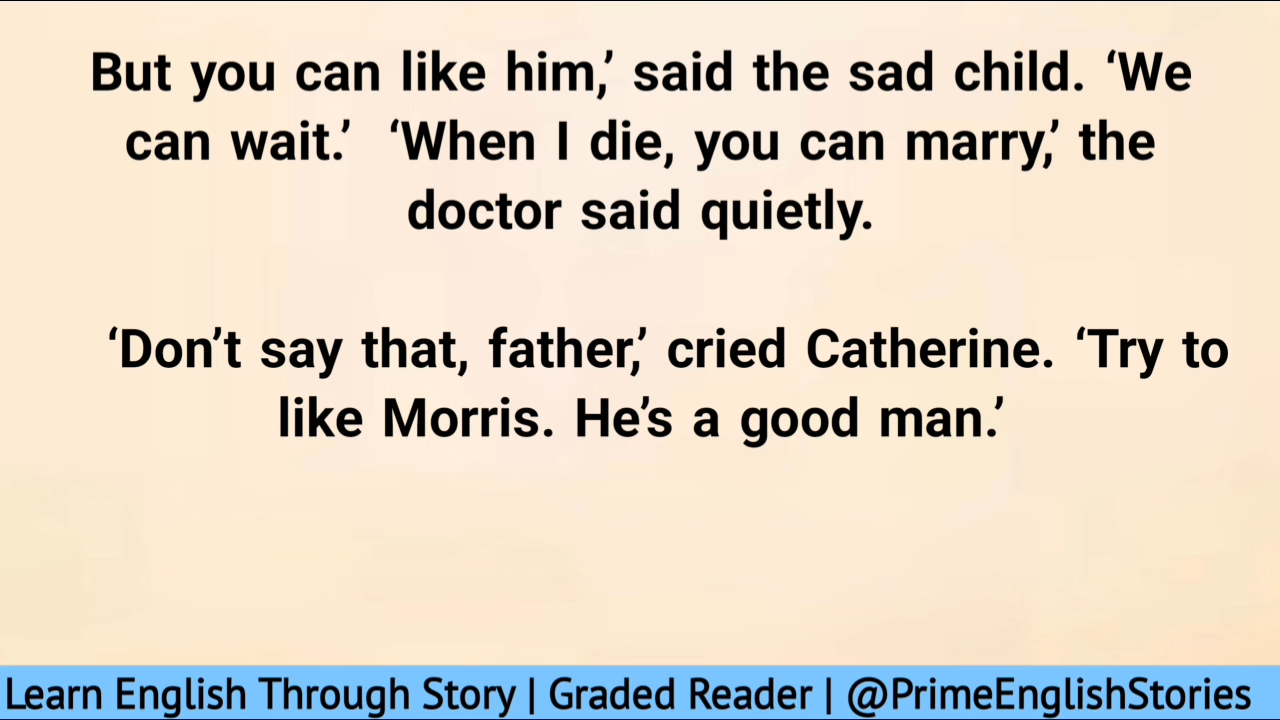 But you can like him,’ said the sad child. ‘We
can wait.’  ‘When I die, you can marry,’ the
doctor said quietly.
‘Don’t say that, father,’ cried Catherine. ‘Try to
like Morris. He’s a good man.’
Learn English Through Story | Graded Reader | @PrimeEnglishStories